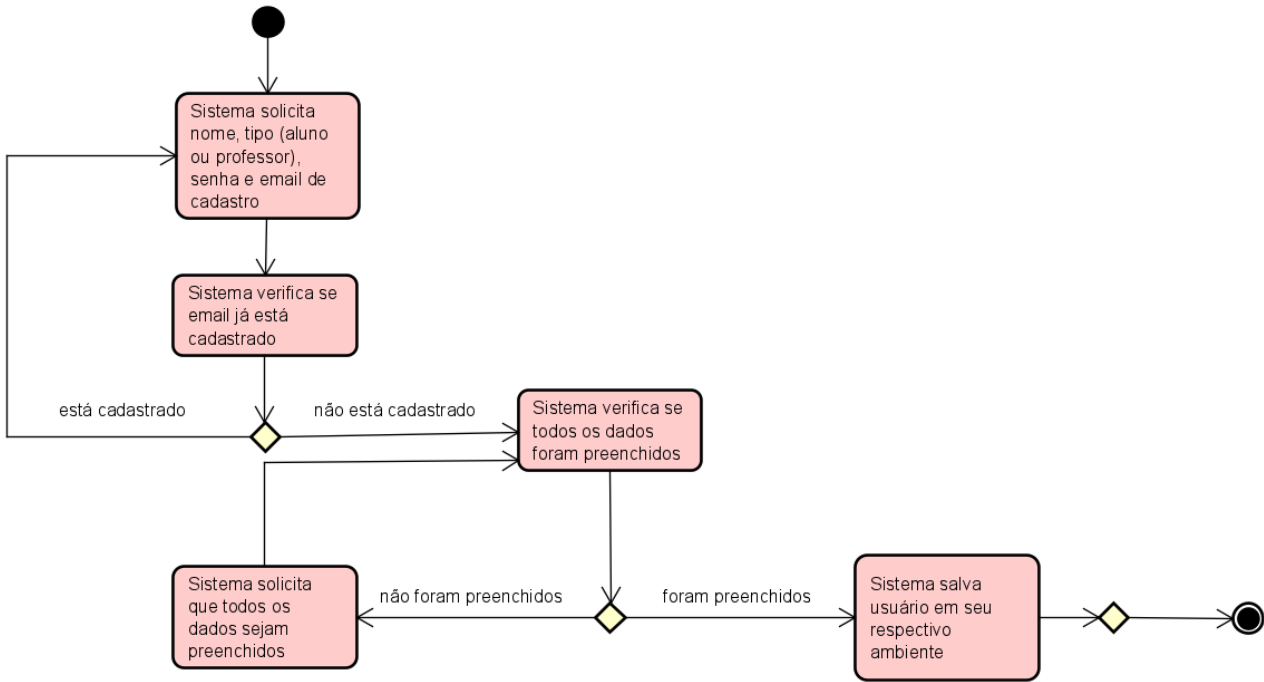 Sistema solicita
nome, tipo (aluno
ou professor),
senha e email de
cadastro
Sistema verifica se
email já está
cadastrado
está cadastrado
não está cadastrado
Sistema verifica se
todos os dados
foram preenchidos
Sistema solicita
que todos os
dados sejam
preenchidos
não foram preenchidos
foram preenchidos
Sistema salva
usuário em seu
respectivo
ambiente